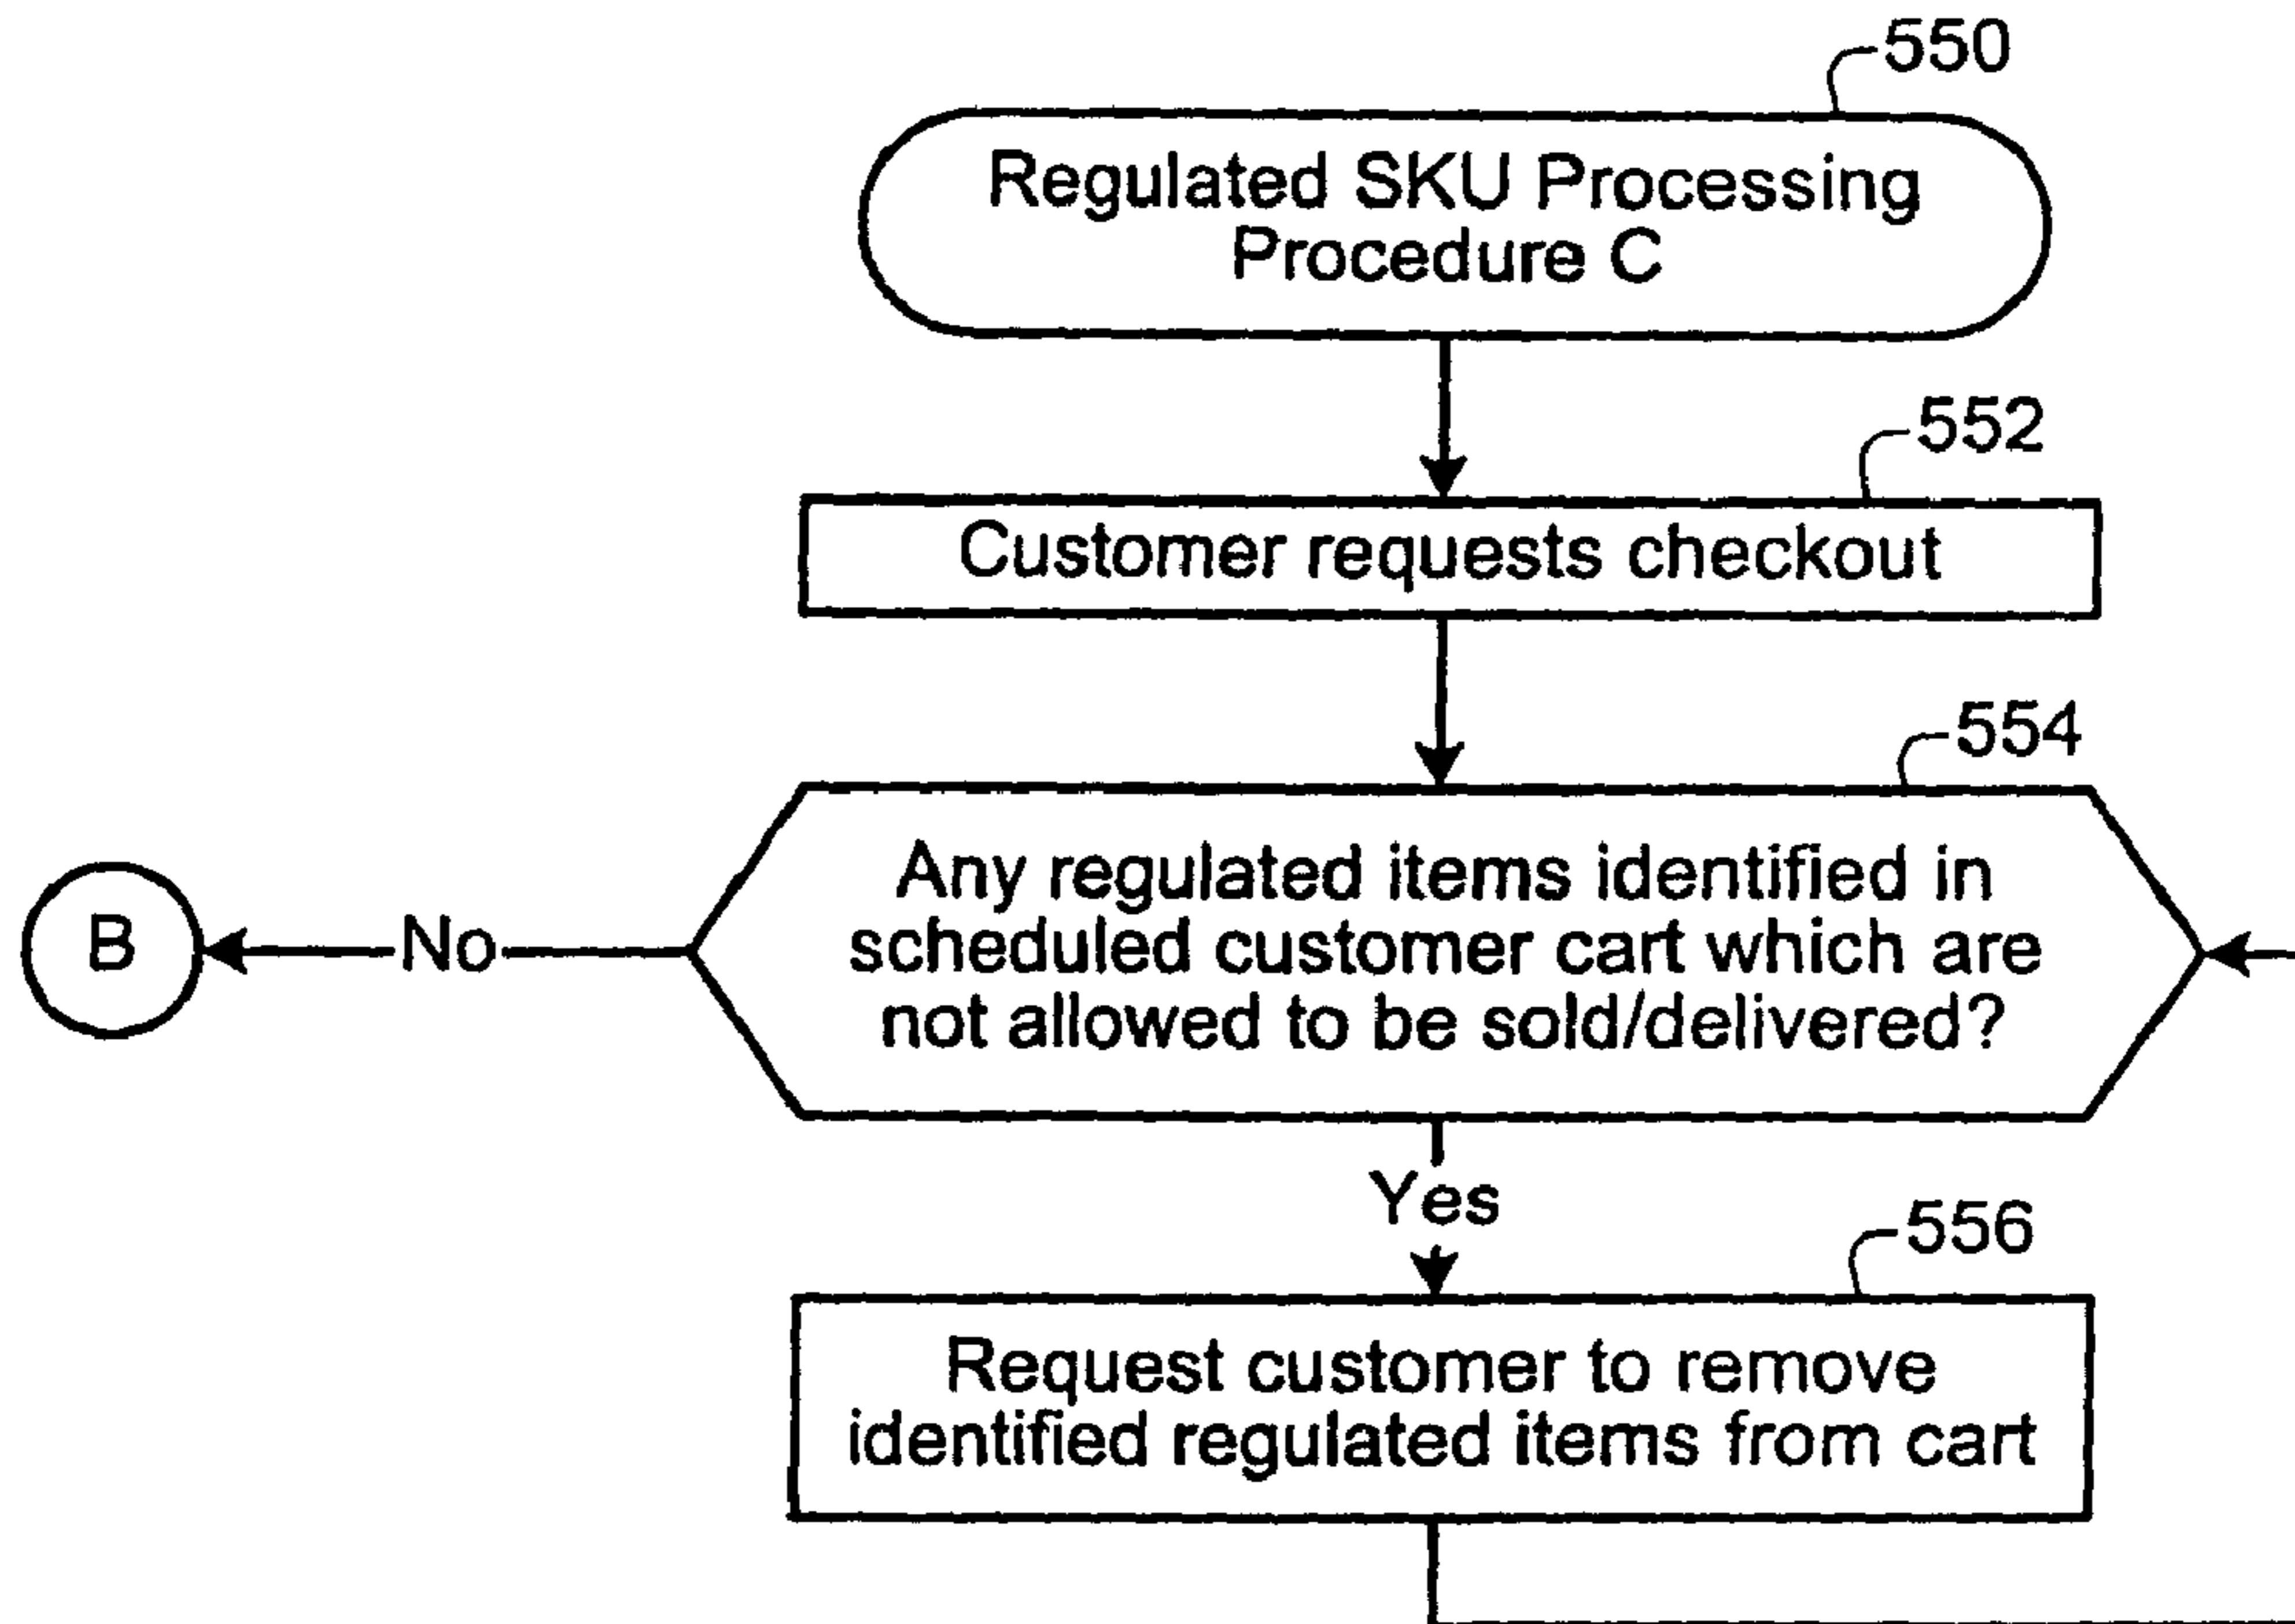 550
Regulated SKU Processing
Procedure C
552
Customer requests checkout
554
Any regulated items identified in
scheduled customer cart which are
not allowed to be sold/delivered?
B
No
Yes
556
Request customer to remove
identified regulated items from cart